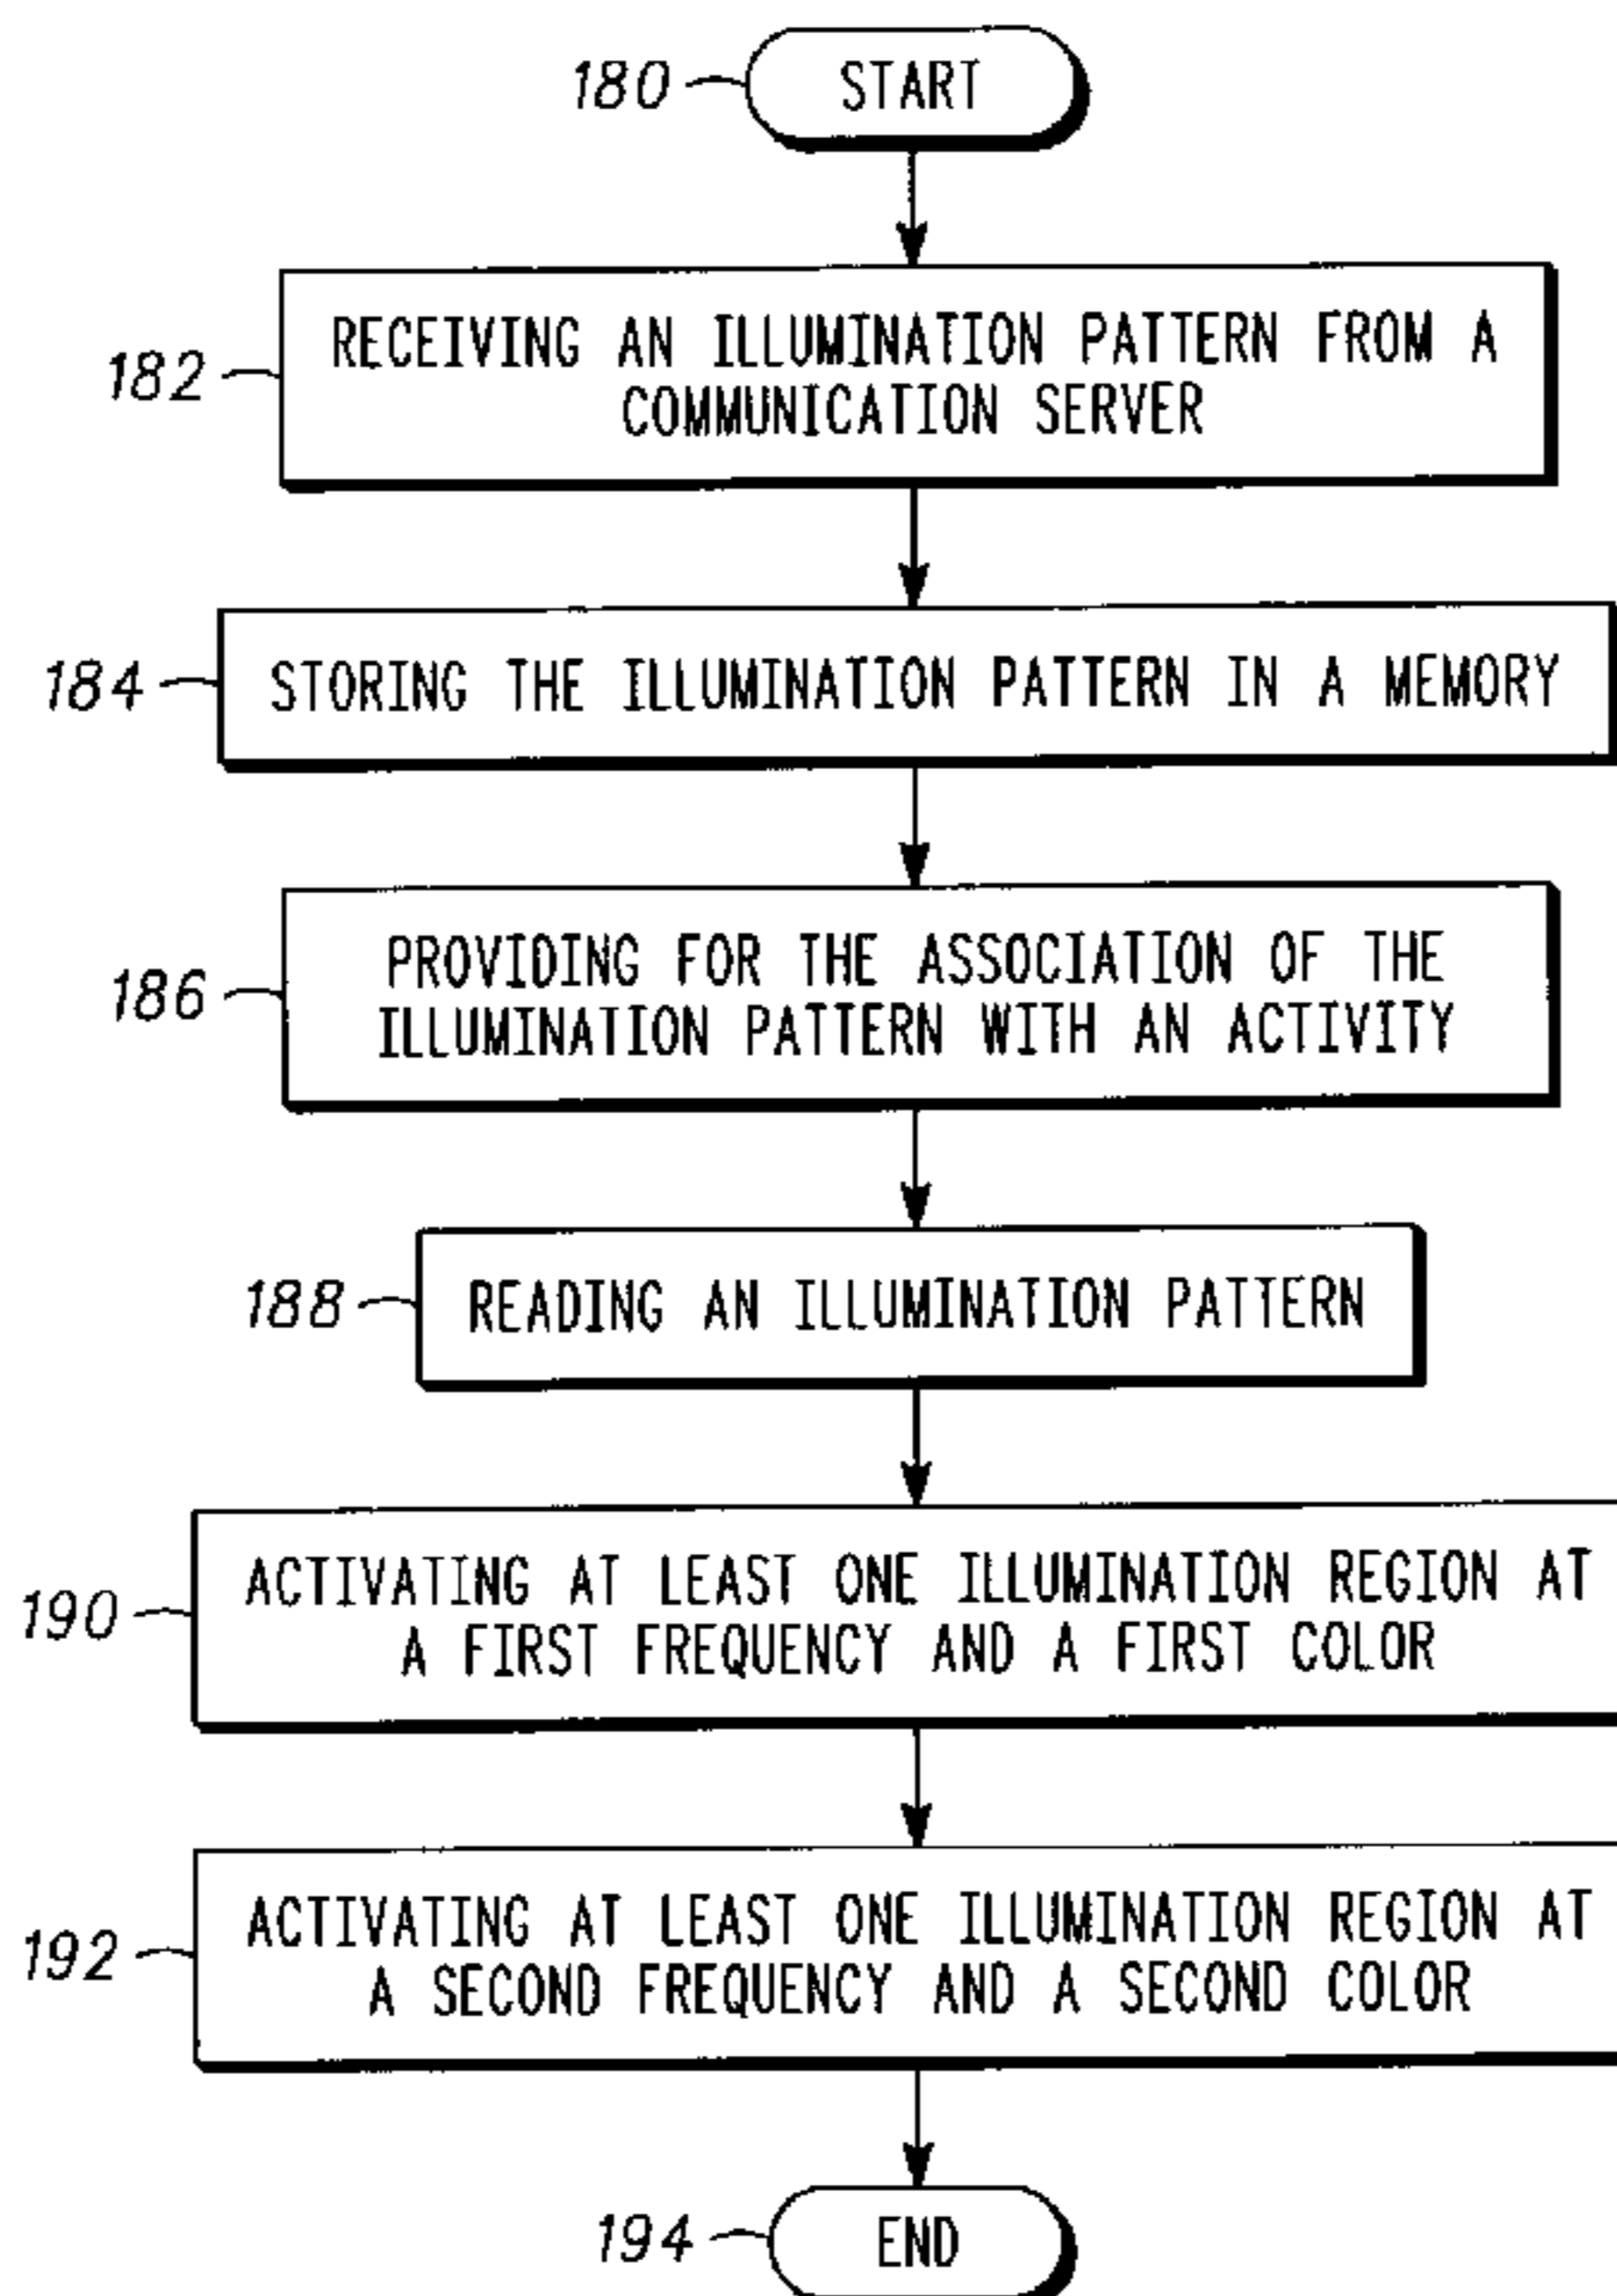 180 START
182 RECEIVING AN ILLUMINATION PATTERN FROM A
COMMUNICATION SERVER
184 STORING THE ILLUMINATION PATTERN IN A MEMORY
186 PROVIDING FOR THE ASSOCIATION OF THE
ILLUMINATION PATTERN WITH AN ACTIVITY
188 READING AN ILLUMINATION PATTERN
190 ACTIVATING AT LEAST ONE ILLUMINATION REGION AT
A FIRST FREQUENCY AND A FIRST COLOR
192 ACTIVATING AT LEAST ONE ILLUMINATION REGION AT
A SECOND FREQUENCY AND A SECOND COLOR
194 END